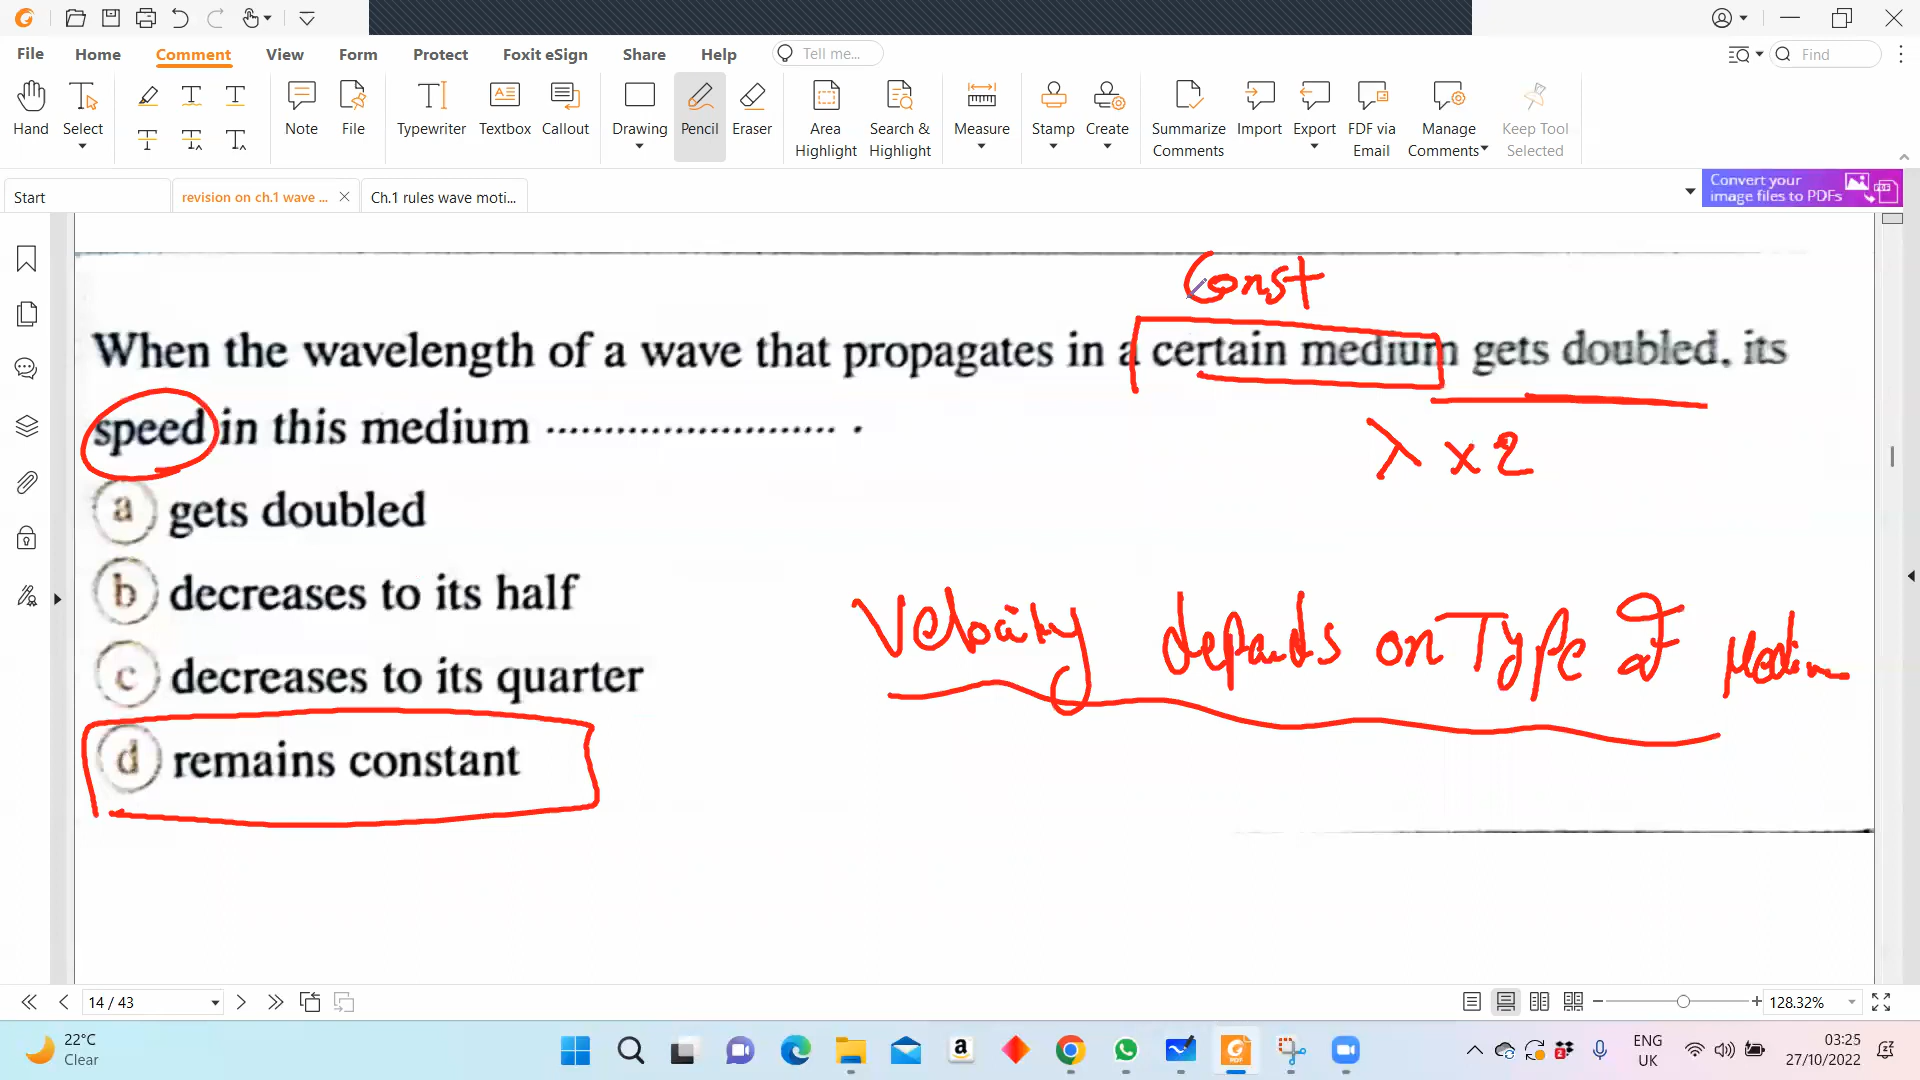 File Home Comment View Form Protect Foxit eSign Share Help Tell me... Find
Hand Select Note File Typewriter Textbox Callout Drawing Pencil Eraser Area Highlight Search & Highlight Measure Stamp Create Summarize Comments Import Export FDF via Email Manage Comments Keep Tool Selected
Start revision on ch.1 wave ... Ch.1 rules wave moti... Convert your image files to PDFs
Const
When the wavelength of a wave that propagates in a certain medium gets doubled, its
speed in this medium ........................ .
λ x 2
a gets doubled
b decreases to its half
Velocity depends on Type of Medium
c decreases to its quarter
d remains constant
14 / 43 128.32%
22°C
Clear
ENG
UK
03:25
27/10/2022